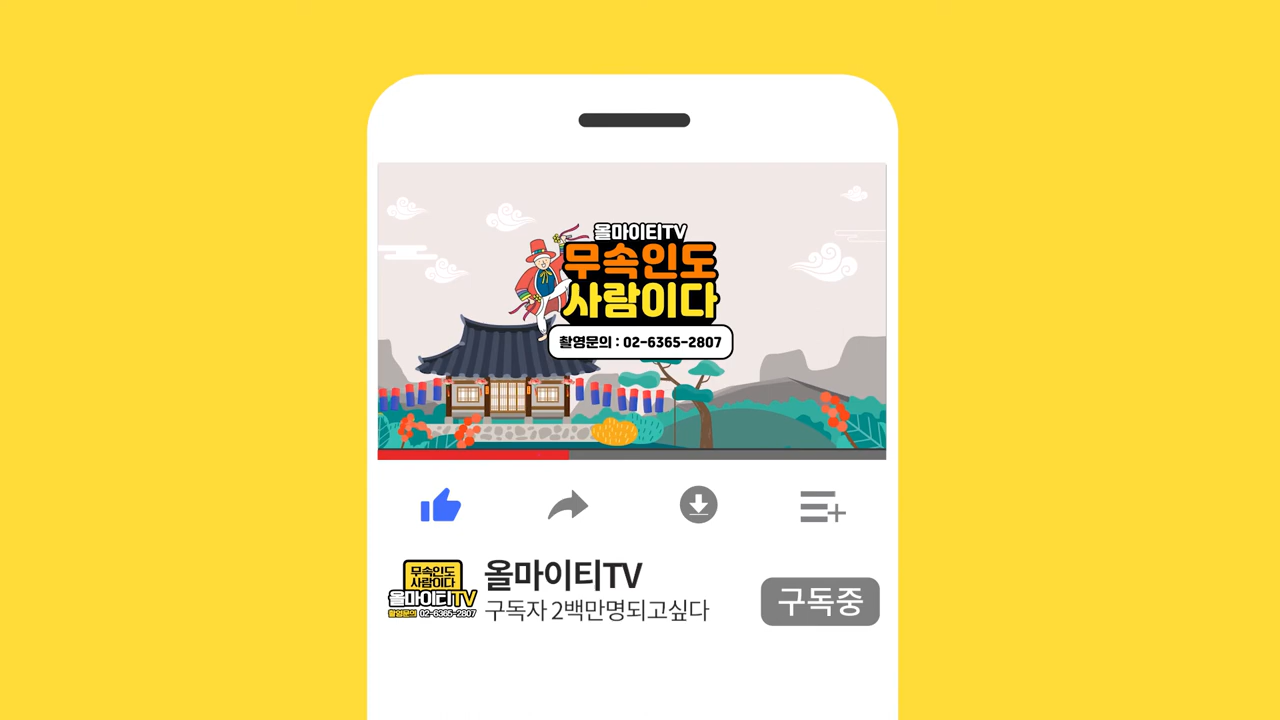 올마이티TV
무속인도
사람이다
촬영문의 : 02-6365-2807
무속인도
사람이다
올마이티TV
촬영문의 02-6365-2807
올마이티TV
구독자 2백만명되고싶다
구독중